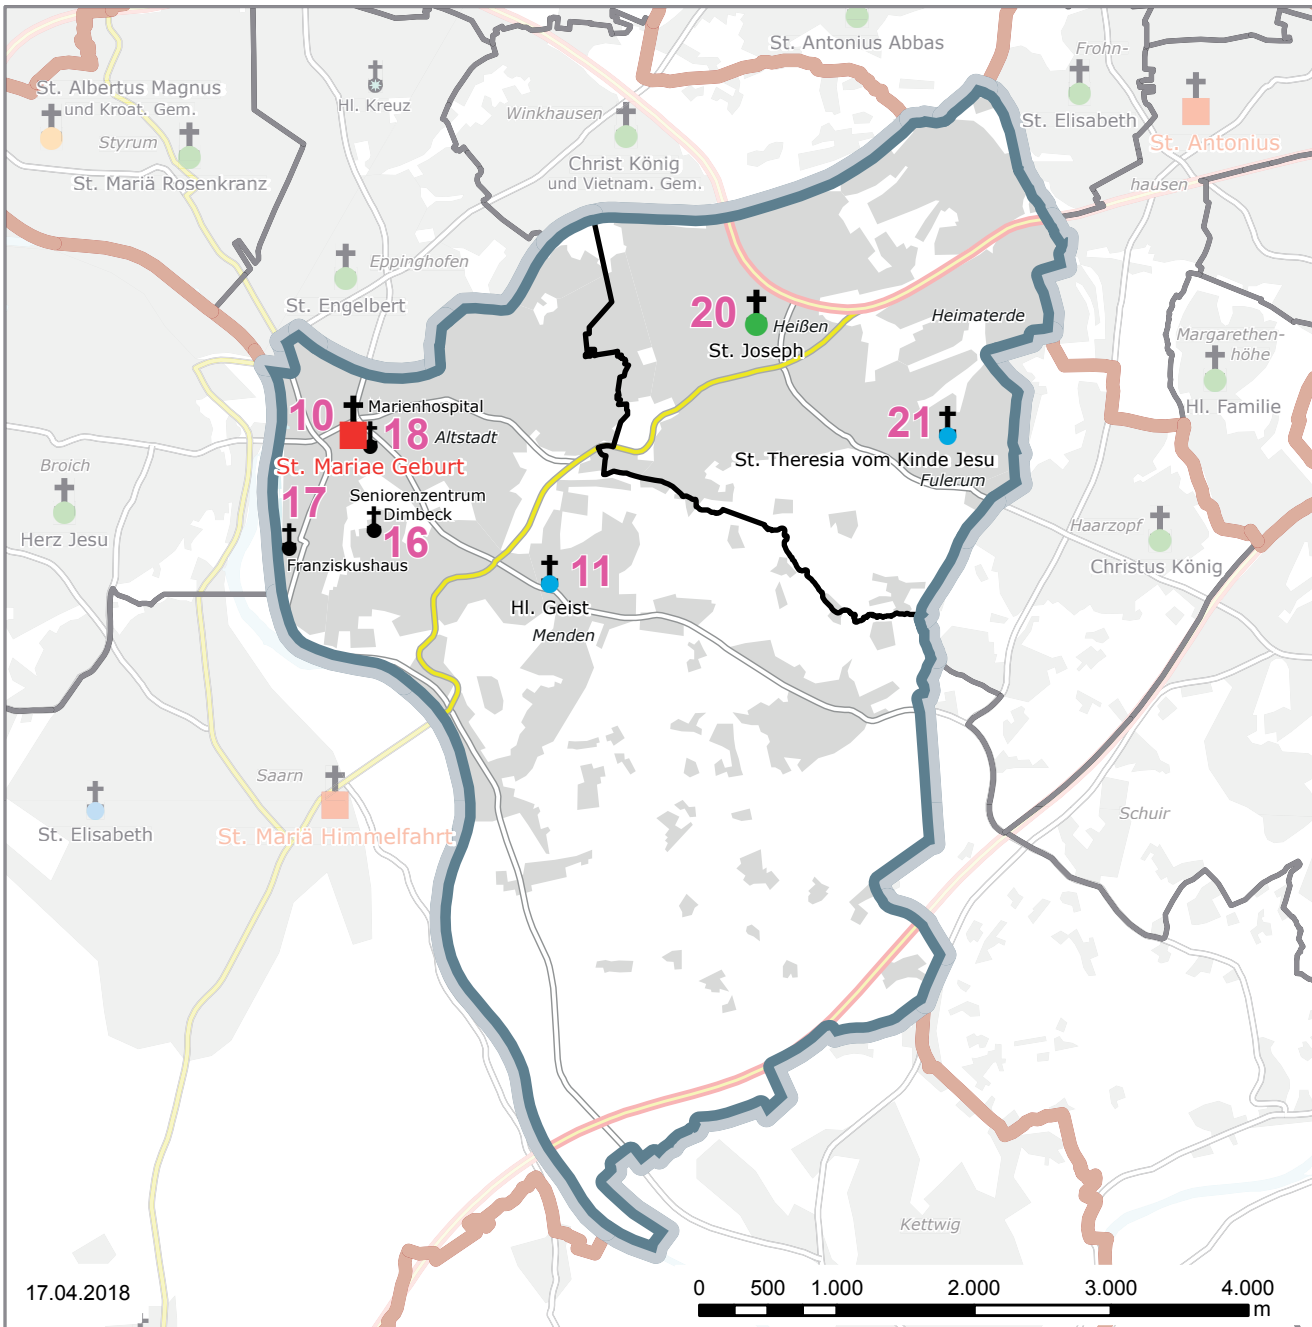 St. Antonius Abbas
Frohn-
St. Albertus Magnus
und Kroat. Gem.
Hl. Kreuz
Winkhausen
St. Elisabeth
Styrum
St. Antonius
Christ König
und Vietnam. Gem.
St. Mariä Rosenkranz
hausen
Eppinghofen
St. Engelbert
20
Heißen
Heimaterde
St. Joseph
Margarethen-
höhe
10
Marienhospital
18
Altstadt
21
Hl. Familie
St. Mariae Geburt
St. Theresia vom Kinde Jesu
Broich
Fulerum
17
Seniorenzentrum
Dimbeck
16
Haarzopf
Herz Jesu
Franziskushaus
11
Christus König
Hl. Geist
Menden
Saarn
St. Elisabeth
St. Mariä Himmelfahrt
Schuir
Kettwig
17.04.2018
0 500 1.000 2.000 3.000 4.000
m